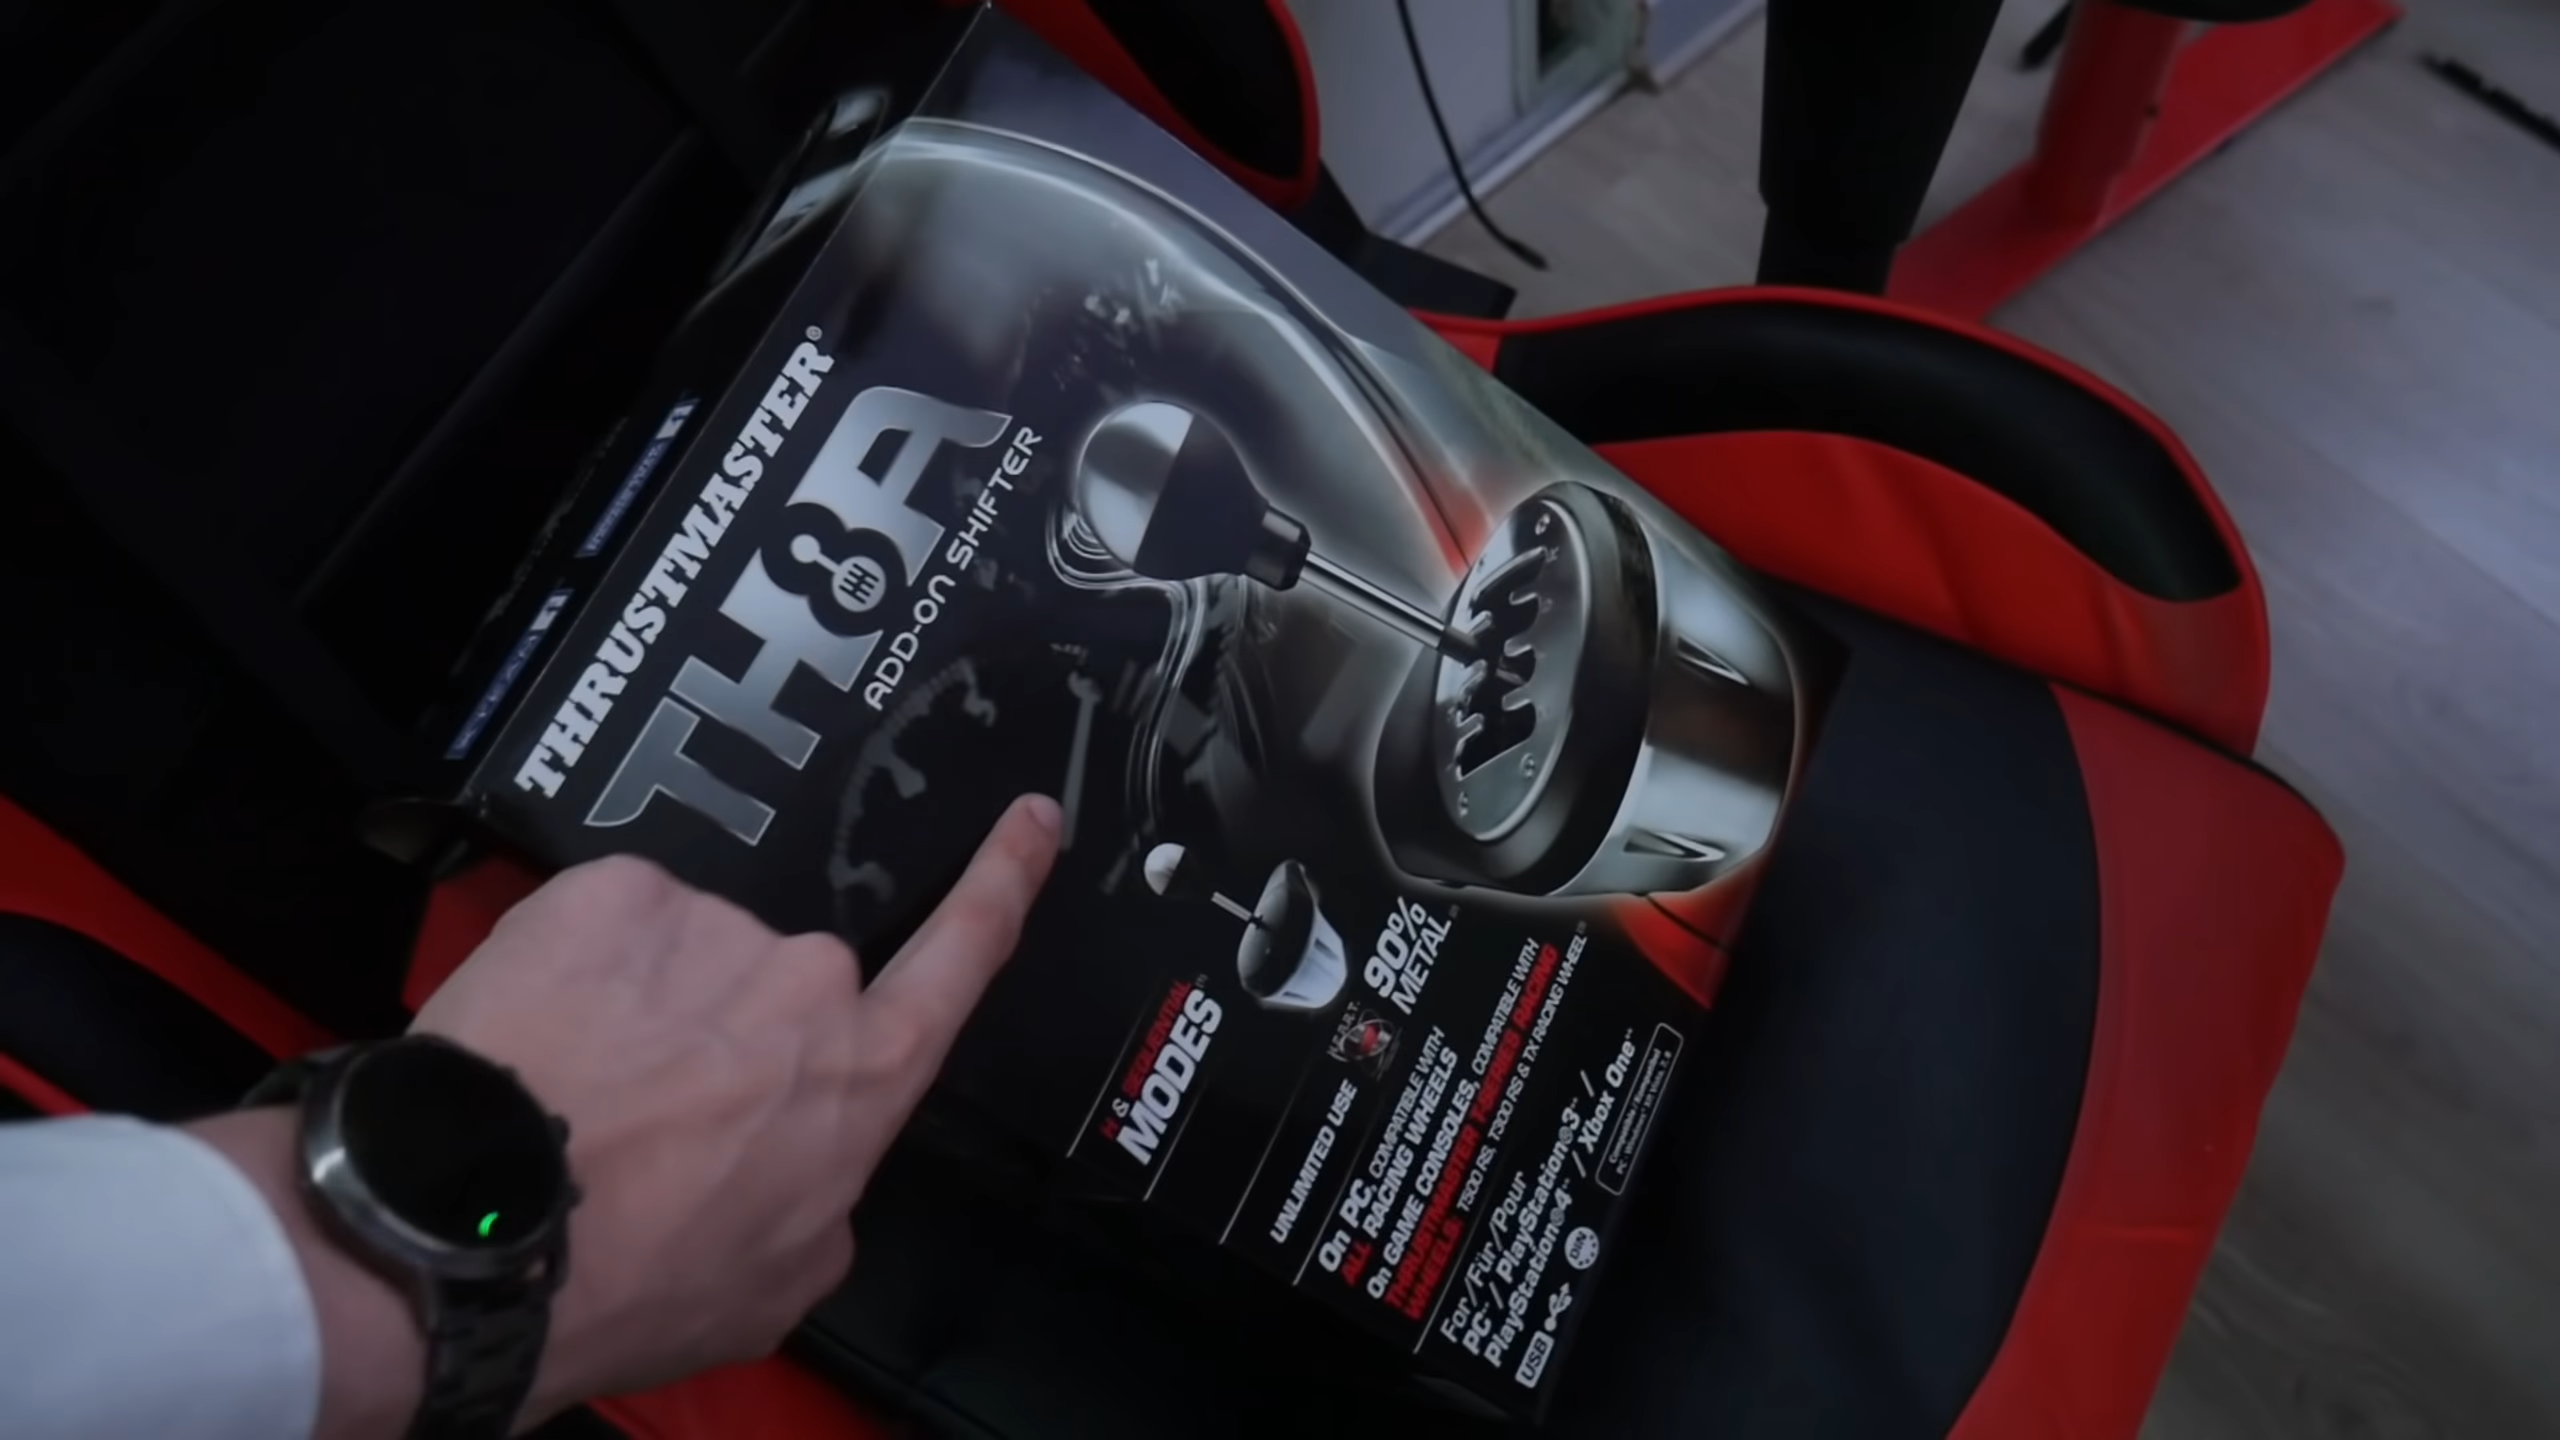 THRUSTMASTER®
TH8A
ADD-ON SHIFTER
H & SEQUENTIAL
MODES
UNLIMITED USE
H.E.A.R.T.
90%
METAL
On PC, COMPATIBLE WITH
ALL RACING WHEELS
On GAME CONSOLES, COMPATIBLE WITH
THRUSTMASTER T-SERIES RACING
WHEELS: T500 RS, T300 RS & TX RACING WHEEL
For/Für/Pour
PC / PlayStation®3 /
PlayStation®4 / Xbox One
USB
DIN